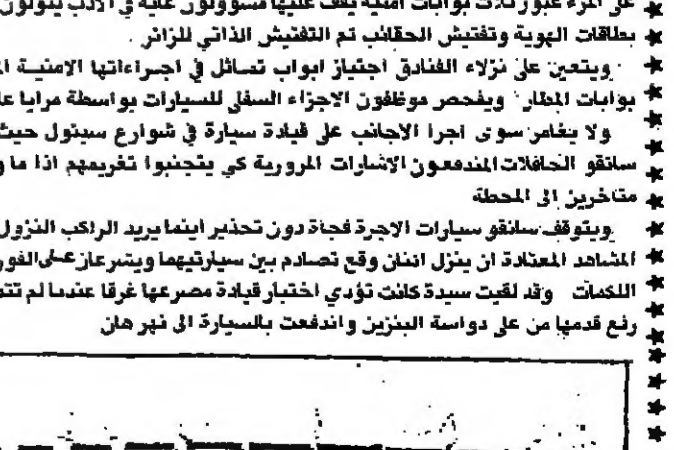 على المرء عبور ثلاث بوابات امنية يقف عليها مسؤولون غاية في الادب يتولون
بطاقات الهوية وتفتيش الحقائب ثم التفتيش الذاتي للزائر .
ويتعين على نزلاء الفنادق اجتياز ابواب تماثل في اجراءاتها الامنية
بوابات المطار ويفحص موظفون الاجزاء السفلى للسيارات بواسطة مرايا
ولا يغامر سوى اجرا الاجانب على قيادة سيارة في شوارع سيئول حيث
سائقو الحافلات المندفعون الاشارات المرورية كي يتجنبوا تغريمهم اذا ما
متاخرين الى المحطة
ويتوقف سائقو سيارات الاجرة فجاة دون تحذير اينما يريد الراكب النزول
المشاهد المعتادة ان ينزل اثنان وقع تصادم بين سيارتيهما ويشرعان على الفور
اللكمات وقد لقيت سيدة كانت تؤدي اختبار قيادة مصرعها غرقا عندما لم
رفع قدمها من على دواسة البنزين واندفعت بالسيارة الى نهر هان